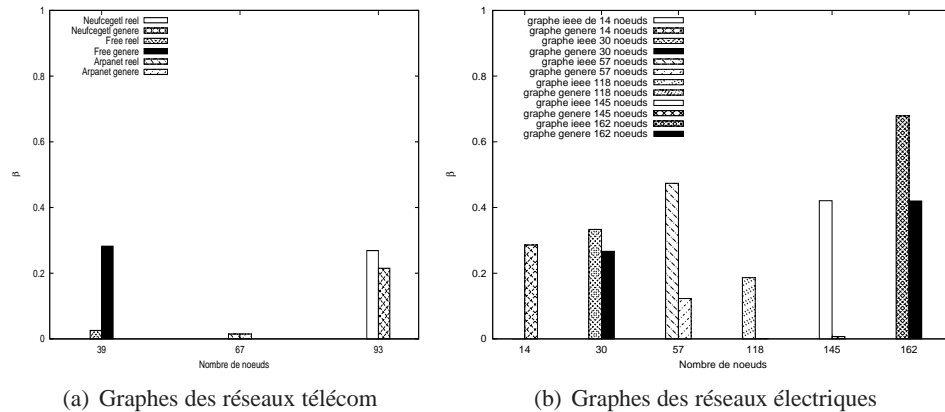 1
0.8
0.6
0.4
0.2
0
β
Neufcegetl reel
Neufcegetl genere
Free reel
Free genere
Arpanet reel
Arpanet genere
39
67
93
Nombre de noeuds
(a) Graphes des réseaux télécom
1
0.8
0.6
0.4
0.2
0
β
graphe ieee de 14 noeuds
graphe genere 14 noeuds
graphe ieee 30 noeuds
graphe genere 30 noeuds
graphe ieee 57 noeuds
graphe genere 57 noeuds
graphe ieee 118 noeuds
graphe genere 118 noeuds
graphe ieee 145 noeuds
graphe genere 145 noeuds
graphe ieee 162 noeuds
graphe genere 162 noeuds
14
30
57
118
145
162
Nombre de noeuds
(b) Graphes des réseaux électriques